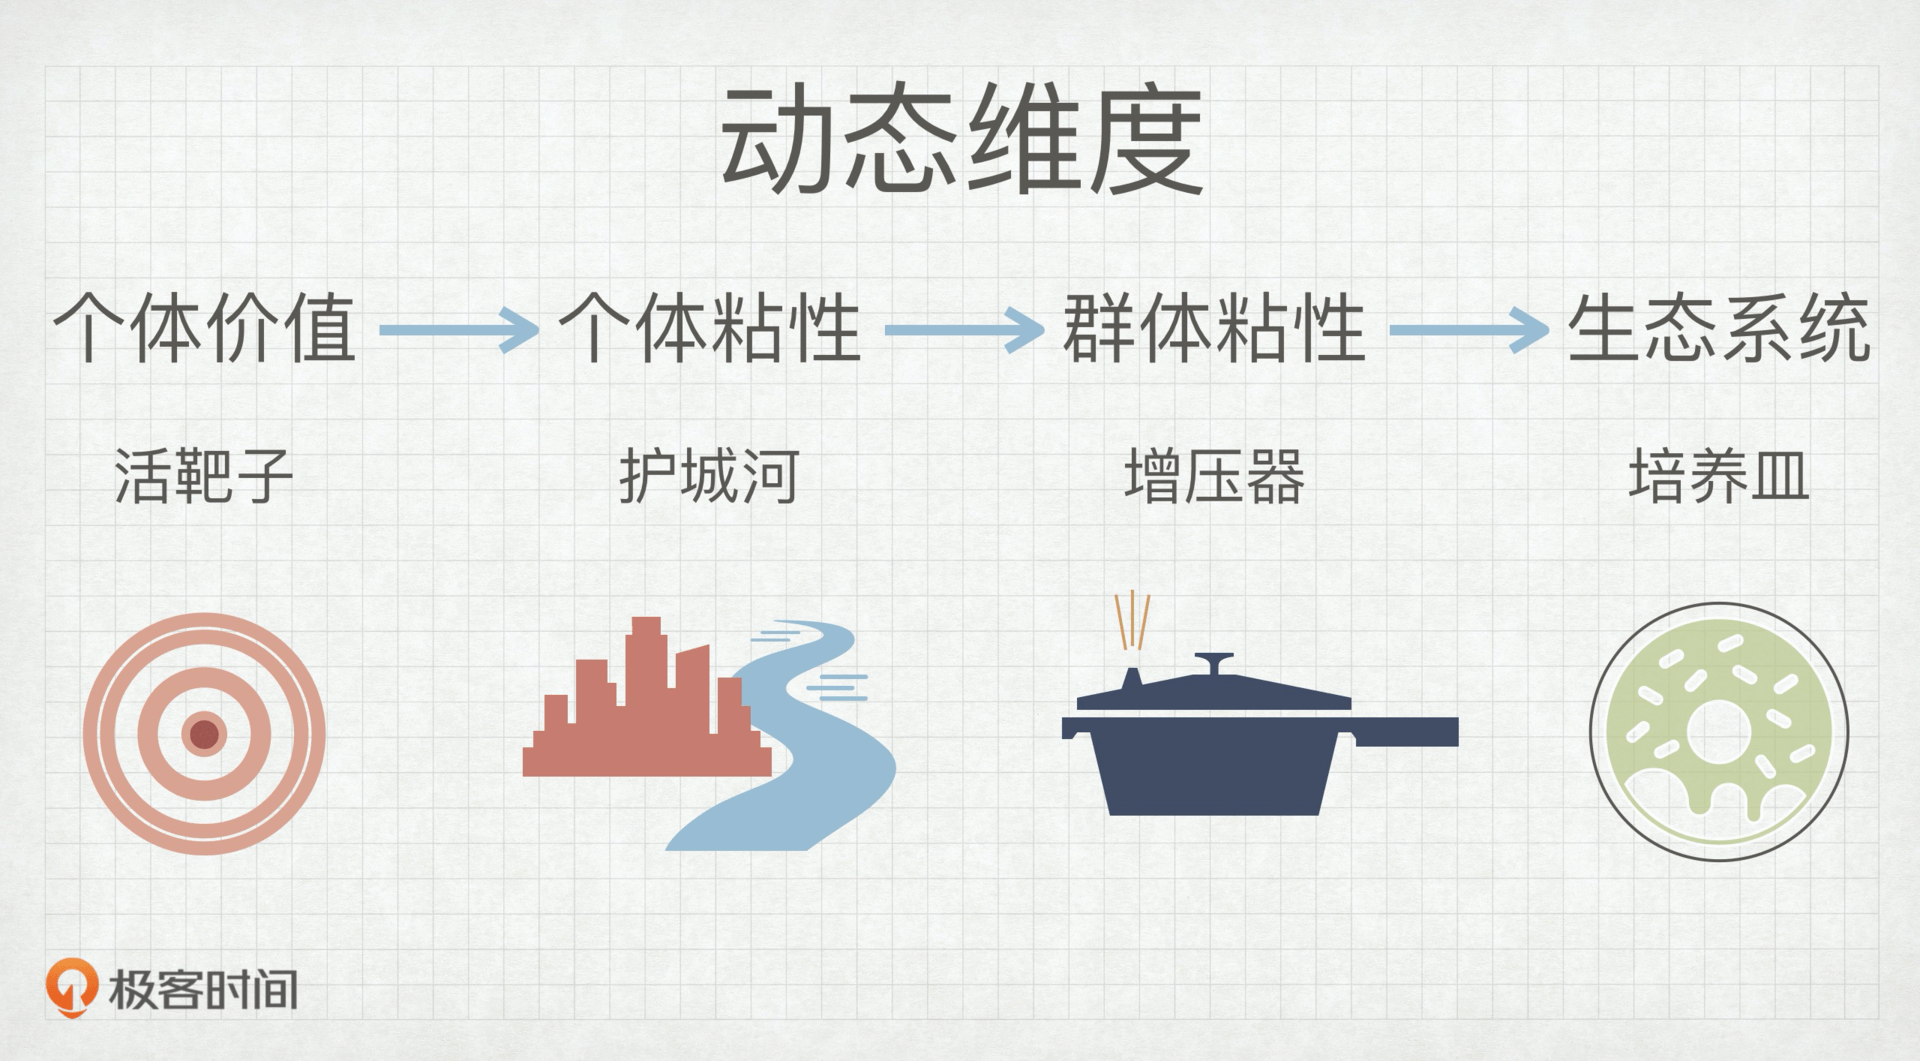 动态维度
个体价值 → 个体粘性 → 群体粘性 → 生态系统
活靶子 护城河 增压器 培养皿
极客时间